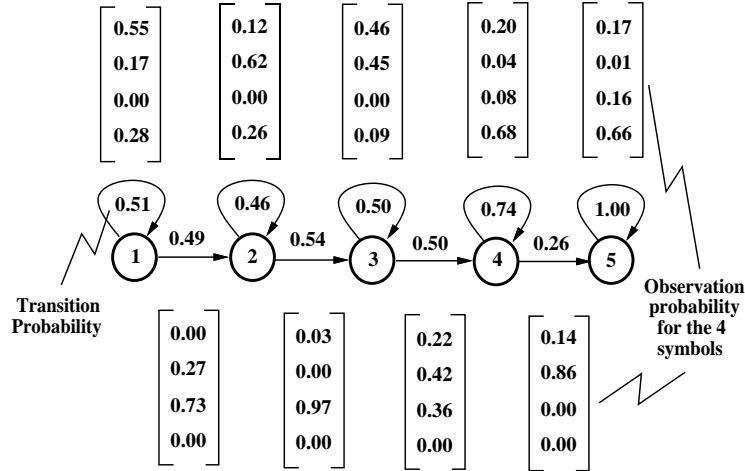 0.55 0.12 0.46 0.20 0.17
0.17 0.62 0.45 0.04 0.01
0.00 0.00 0.00 0.08 0.16
0.28 0.26 0.09 0.68 0.66
0.51 0.46 0.50 0.74 1.00
0.49 0.54 0.50 0.26
1 2 3 4 5
Transition
Probability
Observation
probability
for the 4
symbols
0.00 0.03 0.22 0.14
0.27 0.00 0.42 0.86
0.73 0.97 0.36 0.00
0.00 0.00 0.00 0.00